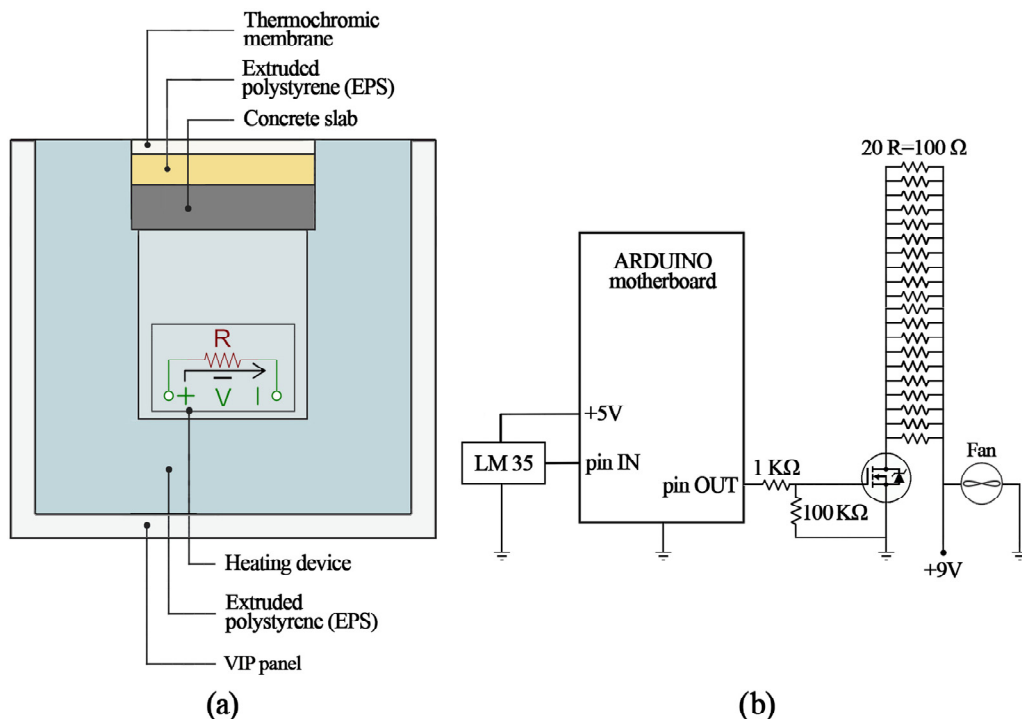 Thermochromic
membrane
Extruded
polystyrene (EPS)
Concrete slab
R
+ V I
Heating device
Extruded
polystyrene (EPS)
VIP panel
(a)
20 R=100 Ω
ARDUINO
motherboard
+5V
LM 35
pin IN
pin OUT
1 KΩ
100 KΩ
Fan
+9V
(b)